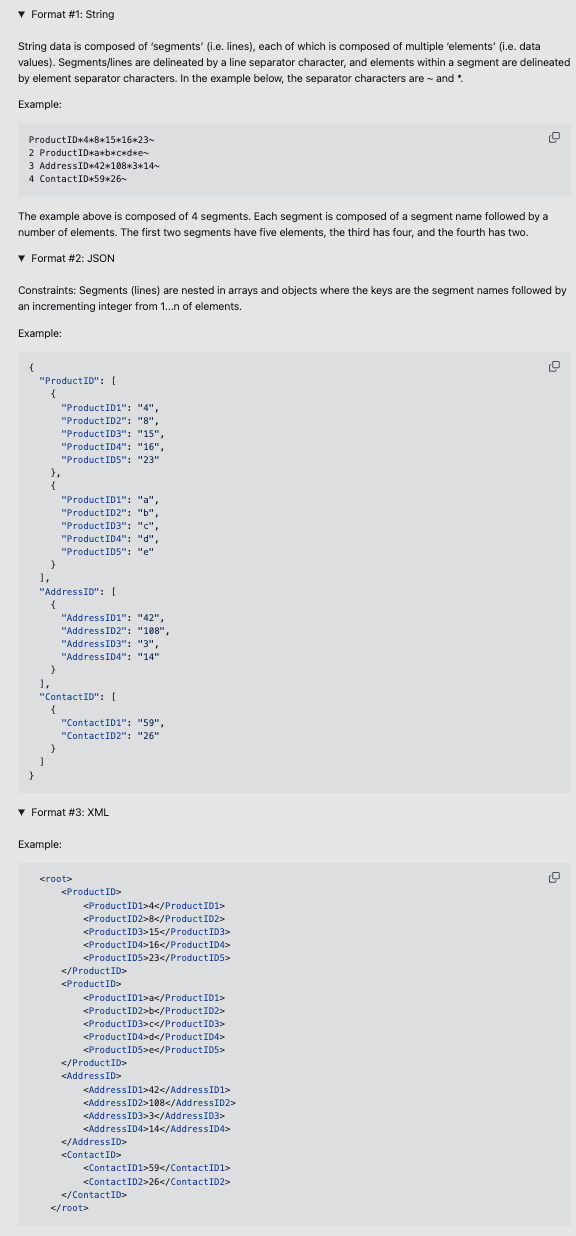 ▼ Format #1: String
String data is composed of ‘segments’ (i.e. lines), each of which is composed of multiple ‘elements’ (i.e. data
values). Segments/lines are delineated by a line separator character, and elements within a segment are delineated
by element separator characters. In the example below, the separator characters are ~ and *.
Example:
ProductID*4*8*15*16*23~
2 ProductID*a*b*c*d*e~
3 AddressID*42*108*3*14~
4 ContactID*59*26~
The example above is composed of 4 segments. Each segment is composed of a segment name followed by a
number of elements. The first two segments have five elements, the third has four, and the fourth has two.
▼ Format #2: JSON
Constraints: Segments (lines) are nested in arrays and objects where the keys are the segment names followed by
an incrementing integer from 1...n of elements.
Example:
{
  "ProductID": [
    {
      "ProductID1": "4",
      "ProductID2": "8",
      "ProductID3": "15",
      "ProductID4": "16",
      "ProductID5": "23"
    },
    {
      "ProductID1": "a",
      "ProductID2": "b",
      "ProductID3": "c",
      "ProductID4": "d",
      "ProductID5": "e"
    }
  ],
  "AddressID": [
    {
      "AddressID1": "42",
      "AddressID2": "108",
      "AddressID3": "3",
      "AddressID4": "14"
    }
  ],
  "ContactID": [
    {
      "ContactID1": "59",
      "ContactID2": "26"
    }
  ]
}
▼ Format #3: XML
Example:
<root>
    <ProductID>
        <ProductID1>4</ProductID1>
        <ProductID2>8</ProductID2>
        <ProductID3>15</ProductID3>
        <ProductID4>16</ProductID4>
        <ProductID5>23</ProductID5>
    </ProductID>
    <ProductID>
        <ProductID1>a</ProductID1>
        <ProductID2>b</ProductID2>
        <ProductID3>c</ProductID3>
        <ProductID4>d</ProductID4>
        <ProductID5>e</ProductID5>
    </ProductID>
    <AddressID>
        <AddressID1>42</AddressID1>
        <AddressID2>108</AddressID2>
        <AddressID3>3</AddressID3>
        <AddressID4>14</AddressID4>
    </AddressID>
    <ContactID>
        <ContactID1>59</ContactID1>
        <ContactID2>26</ContactID2>
    </ContactID>
  </root>